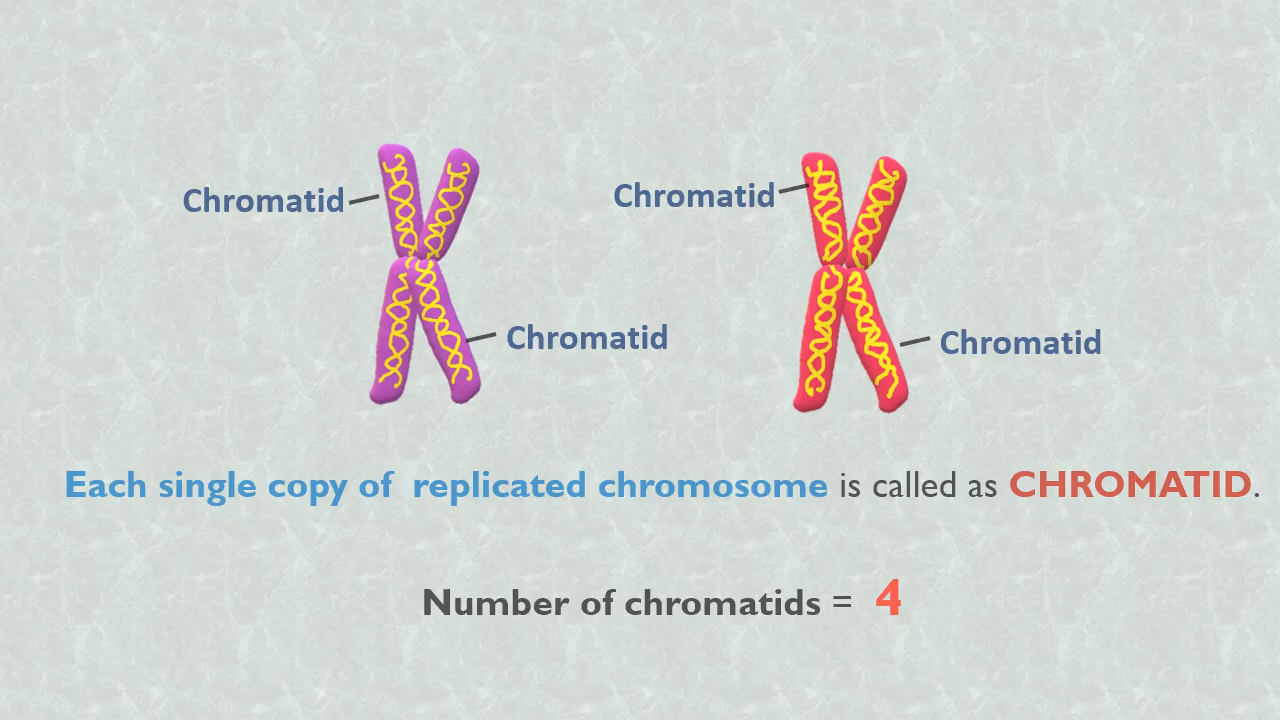 Chromatid
Chromatid
Chromatid
Chromatid
Each single copy of replicated chromosome is called as CHROMATID.
Number of chromatids = 4